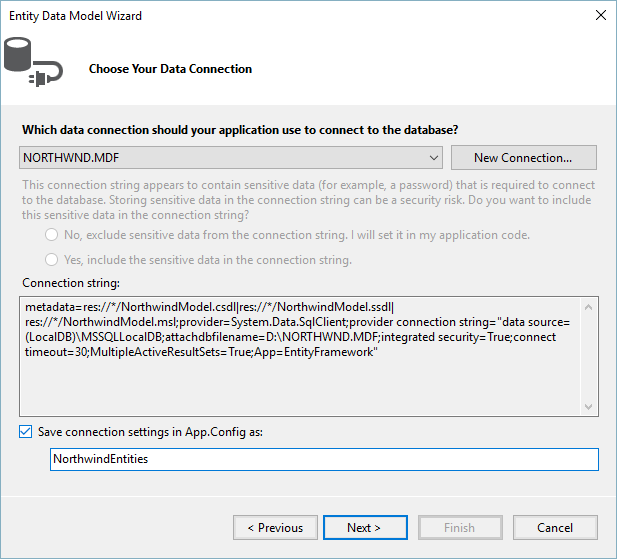 Entity Data Model Wizard
Choose Your Data Connection
Which data connection should your application use to connect to the database?
NORTHWND.MDF
New Connection...
This connection string appears to contain sensitive data (for example, a password) that is required to connect
to the database. Storing sensitive data in the connection string can be a security risk. Do you want to include
this sensitive data in the connection string?
No, exclude sensitive data from the connection string. I will set it in my application code.
Yes, include the sensitive data in the connection string.
Connection string:
metadata=res://*/NorthwindModel.csdl|res://*/NorthwindModel.ssdl|
res://*/NorthwindModel.msl;provider=System.Data.SqlClient;provider connection string="data source=
(LocalDB)\MSSQLLocalDB;attachdbfilename=D:\NORTHWND.MDF;integrated security=True;connect
timeout=30;MultipleActiveResultSets=True;App=EntityFramework"
Save connection settings in App.Config as:
NorthwindEntities
< Previous
Next >
Finish
Cancel